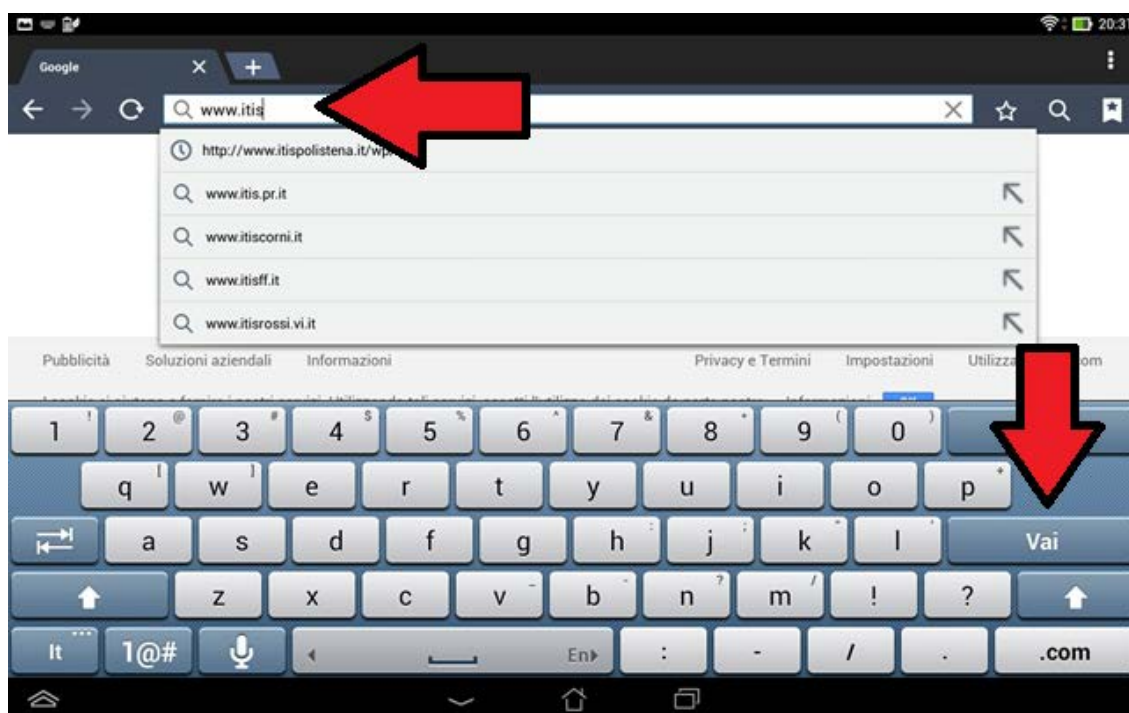 20:31
Google
www.itis
http://www.itispolistena.it/wp
www.itis.pr.it
www.itiscorni.it
www.itisff.it
www.itisrossi.vi.it
Pubblicità Soluzioni aziendali Informazioni Privacy e Termini Impostazioni Utilizza om
1 ! 2 @ 3 # 4 $ 5 % 6 ^ 7 & 8 * 9 ( 0 )
q [ w ] e r t y u i o p +
a s d f g h : j ; k " l ' Vai
z x c v _ b - n ? m / ! ?
It 1@# En : - / . .com